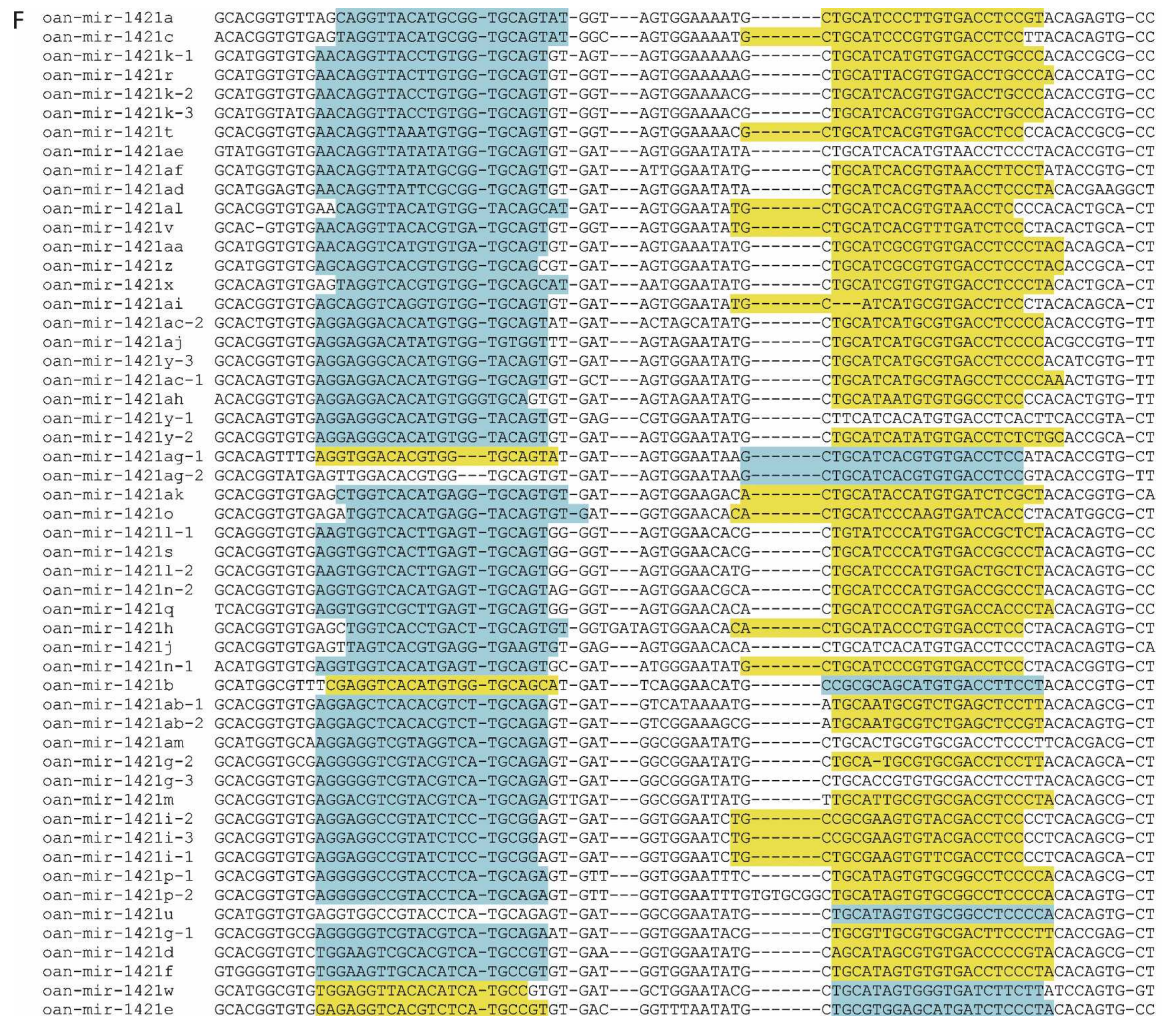 F
oan-mir-1421a GCACGGTGTTAGCAGGTTACATGCGG-TGCAGTAT-GGT---AGTGGAAAATG-------CTGCATCCCTTGTGACCTCCGTACAGAGTG-CC
oan-mir-1421c ACACGGTGTGAGTAGGTTACATGCGG-TGCAGTAT-GGC---AGTGGAAAATG-------CTGCATCCCGTGTGACCTCCTTACACAGTG-CC
oan-mir-1421k-1 GCATGGTGTGAACAGGTTACCTGTGG-TGCAGTGT-AGT---AGTGGAAAAAG-------CTGCATCATGTGTGACCTGCCCACACCGCG-CC
oan-mir-1421r GCACGGTGTGAACAGGTTACTTGTGG-TGCAGTGT-GGT---AGTGGAAAAAG-------CTGCATTACGTGTGACCTGCCCACACCATG-CC
oan-mir-1421k-2 GCATGGTGTGAACAGGTTACCTGTGG-TGCAGTGT-GGT---AGTGGAAAACG-------CTGCATCACGTGTGACCTGCCCACACCGTG-CC
oan-mir-1421k-3 GCATGGTATGAACAGGTTACCTGTGG-TGCAGTGT-GGT---AGTGGAAAACG-------CTGCATCACGTGTGACCTGCCCACACCGTG-CC
oan-mir-1421t GCACGGTGTGAACAGGTTAAATGTGG-TGCAGTGT-GGT---AGTGGAAAACG-------CTGCATCACGTGTGACCTCCCCACACCGCG-CC
oan-mir-1421ae GTATGGTGTGAACAGGTTATATATGG-TGCAGTGT-GAT---AGTGGAATATA-------CTGCATCACATGTAACCTCCCTACACCGTG-CT
oan-mir-1421af GCATGGTGTGAACAGGTTATATGCGG-TGCAGTGT-GAT---ATTGGAATATG-------CTGCATCACGTGTAACCTTCCTATACCGTG-CT
oan-mir-1421ad GCATGGAGTGAACAGGTTATTCGCGG-TGCAGTGT-GAT---AGTGGAATATA-------CTGCATCACGTGTAACCTCCCTACACGAAGGCT
oan-mir-1421al GCACGGTGTGAACAGGTTACATGTGG-TACAGCAT-GAT---AGTGGAATATG-------CTGCATCACGTGTAACCTCCCCACACTGCA-CT
oan-mir-1421v GCAC-GTGTGAACAGGTTACACGTGA-TGCAGTGT-GGT---AGTGGAATATG-------CTGCATCACGTTTGATCTCCCTACACTGCA-CT
oan-mir-1421aa GCACGGTGTGAACAGGTCATGTGTGA-TGCAGTGT-GAT---AGTGAAATATG-------CTGCATCGCGTGTGACCTCCCTACACAGCA-CT
oan-mir-1421z GCATGGTGTGAGCAGGTCACGTGTGG-TGCAGCGT-GAT---AGTGGAATATG-------CTGCATCGCGTGTGACCTCCCTACACCGCA-CT
oan-mir-1421x GCACAGTGTGAGTAGGTCACGTGTGG-TGCAGCAT-GAT---AATGGAATATG-------CTGCATCGTGTGTGACCTCCCTACACTGCA-CT
oan-mir-1421ai GCACGGTGTGAGCAGGTCAGGTGTGG-TGCAGTGT-GAT---AGTGGAATATG-------C---ATCATGCGTGACCTCCCTACACAGCA-CT
oan-mir-1421ac-2 GCACTGTGTGAGGAGGACACATGTGG-TGCAGTAT-GAT---ACTAGCATATG-------CTGCATCATGCGTGACCTCCCCACACCGTG-TT
oan-mir-1421aj GCACGGTGTGAGGAGGACATATGTGG-TGTGGTTT-GAT---AGTAGAATATG-------CTGCATCATGCGTGACCTCCCCACGCCGTG-TT
oan-mir-1421y-3 GCACGGTGTGAGGAGGGCACATGTGG-TACAGTGT-GAT---AGTGGAATATG-------CTGCATCATGCGTGACCTCCCCACATCGTG-TT
oan-mir-1421ac-1 GCACAGTGTGAGGAGGACACATGTGG-TGCAGTGT-GCT---AGTGGAATATG-------CTGCATCATGCGTAGCCTCCCCAAACTGTG-TT
oan-mir-1421ah ACACGGTGTGAGGAGGACACATGTGGGTGCAGTGT-GAT---AGTAGAATATG-------CTGCATAATGTGTGGCCTCCCCACACTGTG-TT
oan-mir-1421y-1 GCACAGTGTGAGGAGGGCACATGTGG-TACAGTGT-GAG---CGTGGAATATG-------CTTCATCACATGTGACCTCACTTCACCGTA-CT
oan-mir-1421y-2 GCACGGTGTGAGGAGGGCACATGTGG-TACAGTGT-GAT---AGTGGAATATG-------CTGCATCATATGTGACCTCTCTGCACCGCA-CT
oan-mir-1421ag-1 GCACAGTTTGAGGTGGACACGTGG---TGCAGTAT-GAT---AGTGGAATAAG-------CTGCATCACGTGTGACCTCCATACACCGTG-CT
oan-mir-1421ag-2 GCACGGTATGAGTTGGACACGTGG---TGCAGTGT-GAT---AGTGGAATAAG-------CTGCATCACGTGTGACCTCCGTACACCGTG-TT
oan-mir-1421ak GCACGGTGTGAGCTGGTCACATGAGG-TGCAGTGT-GAT---AGTGGAAGACA-------CTGCATACCATGTGATCTCGCTACACGGTG-CA
oan-mir-1421o GCACGGTGTGAGATGGTCACATGAGG-TACAGTGT-GAT---GGTGGAACACA-------CTGCATCCCAAGTGATCACCCTACATGGCG-CT
oan-mir-1421l-1 GCAGGGTGTGAAGTGGTCACTTGAGT-TGCAGTGG-GGT---AGTGGAACACG-------CTGTATCCCATGTGACCGCTCTACACAGTG-CC
oan-mir-1421s GCACGGTGTGAGGTGGTCACTTGAGT-TGCAGTGG-GGT---AGTGGAACACG-------CTGCATCCCATGTGACCGCCCTACACAGTG-CC
oan-mir-1421l-2 GCACGGTGTGAAGTGGTCACTTGAGT-TGCAGTGG-GGT---AGTGGAACATG-------CTGCATCCCATGTGACTGCTCTACACAGTG-CC
oan-mir-1421n-2 GCACGGTGTGAGGTGGTCACTTGAGT-TGCAGTAG-GGT---AGTGGAACGCA-------CTGCATCCCATGTGACCGCCCTACACAGTG-CC
oan-mir-1421q TCACGGTGTGAGGTGGTCGCTTGAGT-TGCAGTGG-GGT---AGTGGAACACA-------CTGCATCCCATGTGACCACCCTACACAGTG-CC
oan-mir-1421h GCACGGTGTGAGCTGGTCACCTGACT-TGCAGTGT-GGTGATAGTGGAACACA-------CTGCATACCCTGTGACCTCCCTACACAGTG-CT
oan-mir-1421j GCACGGTGTGAGTTAGTCACGTGAGG-TGAAGTGT-GAG---AGTGGAACACA-------CTGCATCACATGTGACCTCCCTACACAGTG-CA
oan-mir-1421n-1 ACATGGTGTGAGGTGGTCACATGAGT-TGCAGTGC-GAT---ATGGGAATATG-------CTGCATCCCGTGTGACCTCCCTACACGGTG-CT
oan-mir-1421b GCATGGCGTTTCGAGGTCACATGTGG-TGCAGCAT-GAT---TCAGGAACATG-------CCGCGCAGCATGTGACCTTCCTACACCGTG-CT
oan-mir-1421ab-1 GCACGGTGTGAGGAGCTCACACGTCT-TGCAGAGT-GAT---GTCATAAAATG-------ATGCAATGCGTCTGAGCTCCTTACACAGCG-CT
oan-mir-1421ab-2 GCACGGTGTGAGGAGCTCACACGTCT-TGCAGAGT-GAT---GTCGGAAAGCG-------ATGCAATGCGTCTGAGCTCCGTACACAGTG-CT
oan-mir-1421am GCATGGTGCAAGGAGGTCGTAGGTCA-TGCAGAGT-GAT---GGCGGAATATG-------CTGCACTGCGTGCGACCTCCCTTCACGACG-CT
oan-mir-1421g-2 GCACGGTGCGAGGAGGTCGTACGTCA-TGCAGAGT-GAT---GGTGGAATATG-------CTGCA-TGCGTGCGACCTCCTTACACAGCA-CT
oan-mir-1421g-3 GCACGGTGTGAGGGGGTCGTACGTCA-TGCAGAGT-GAT---GGCGGGATATG-------CTGCACCGTGTGCGACCTCCTTACACAGCG-CT
oan-mir-1421m GCACGGTGTGAGGACGTCGTACGTCA-TGCAGAGTTGAT---GGCGGATTATG-------TTGCATTGCGTGCGACGTCCCTACACAGCG-CT
oan-mir-1421i-2 GCACGGTGTGAGGAGGCCGTATCTCC-TGCGGAGT-GAT---GGTGGAATCTG-------CCGCGAAGTGTACGACCTCCCCCTCACAGCG-CT
oan-mir-1421i-3 GCACGGTGTGAGGAGGCCGTATCTCC-TGCGGAGT-GAT---GGTGGAATCTG-------CCGCGAAGTGTACGACCTCCCCCTCACAGCG-CT
oan-mir-1421i-1 GCACGGTGTGAGGAGGCCGTATCTCC-TGCGGAGT-GAT---GGTGGAATCTG-------CTGCGAAGTGTTCGACCTCCCCCTCACAGCA-CT
oan-mir-1421p-1 GCACGGTGTGAGGGGGCCGTACCTCA-TGCAGAGT-GTT---GGTGGAATTTC-------CTGCATAGTGTGCGGCCTCCCCACACAGCG-CT
oan-mir-1421p-2 GCACGGTGTGAGGGGGCCGTACCTCA-TGCAGAGT-GTT---GGTGGAATTTGTGTGCGGCTGCATAGTGTGCGGCCTCCCCACACAGTG-CT
oan-mir-1421u GCATGGTGTGAGGTGGCCGTACCTCA-TGCAGAGT-GAT---GGCGGAATATG-------CTGCATAGTGTGCGGCCTCCCCACACAGTG-CT
oan-mir-1421g-1 GCACGGTGCGAGGGGGTCGTACGTCA-TGCAGAAT-GAT---GGTGGAATACG-------CTGCGTTGCGTGCGACTTCCCTTCACCGAG-CT
oan-mir-1421d GCACGGTGTCTGGAAGTCGCACGTCA-TGCCGTGT-GAA---GGTGGAATATG-------AGCATAGTGTGTGACCCCCGTACACAGTG-CT
oan-mir-1421f GTGGGGTGTGTGGAAGTTGCACATCA-TGCCGTGT-GAT---GGTGGAATATG-------CTGCATAGTGTGTGACCTCCCTACACAGTG-CT
oan-mir-1421w GCATGGCGTGTGGAGGTTACACATCA-TGCCGTGT-GAT---GCTGGAATACG-------CTGCATAGTGGGTGATCTTCTTATCCAGTG-GT
oan-mir-1421e GCACGGTGTGGAGAGGTCACGTCTCA-TGCCGTGT-GAC---GGTTTAATATG-------CTGCGTGGAGCATGATCTCCCTACACAGTG-CT